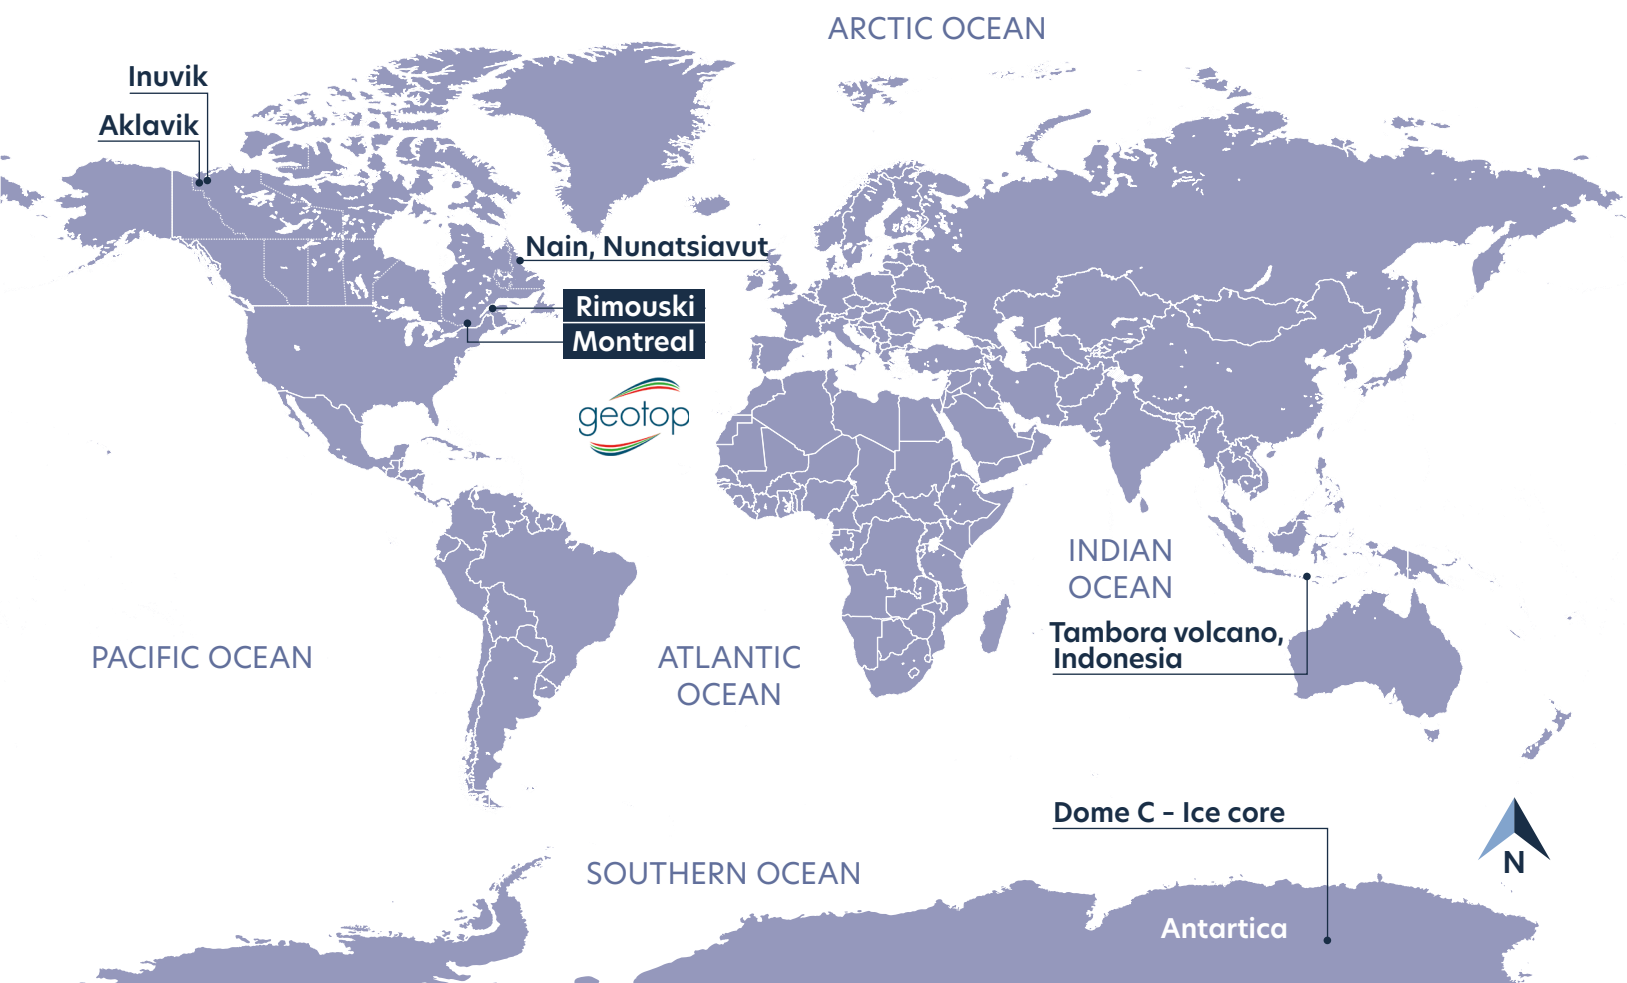 ARCTIC OCEAN
Inuvik
Aklavik
Nain, Nunatsiavut
Rimouski
Montreal
geotop
INDIAN
OCEAN
Tambora volcano,
Indonesia
PACIFIC OCEAN
ATLANTIC
OCEAN
Dome C – Ice core
N
SOUTHERN OCEAN
Antartica